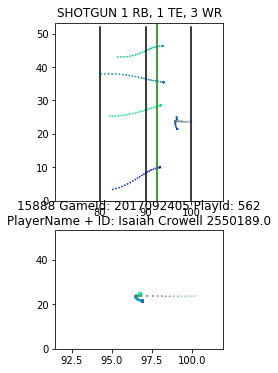 SHOTGUN 1 RB, 1 TE, 3 WR
50
40
30
20
10
0
80 90 100
15888 GameId: 2017092405 PlayId: 562
PlayerName + ID: Isaiah Crowell 2550189.0
40
20
0
92.5 95.0 97.5 100.0